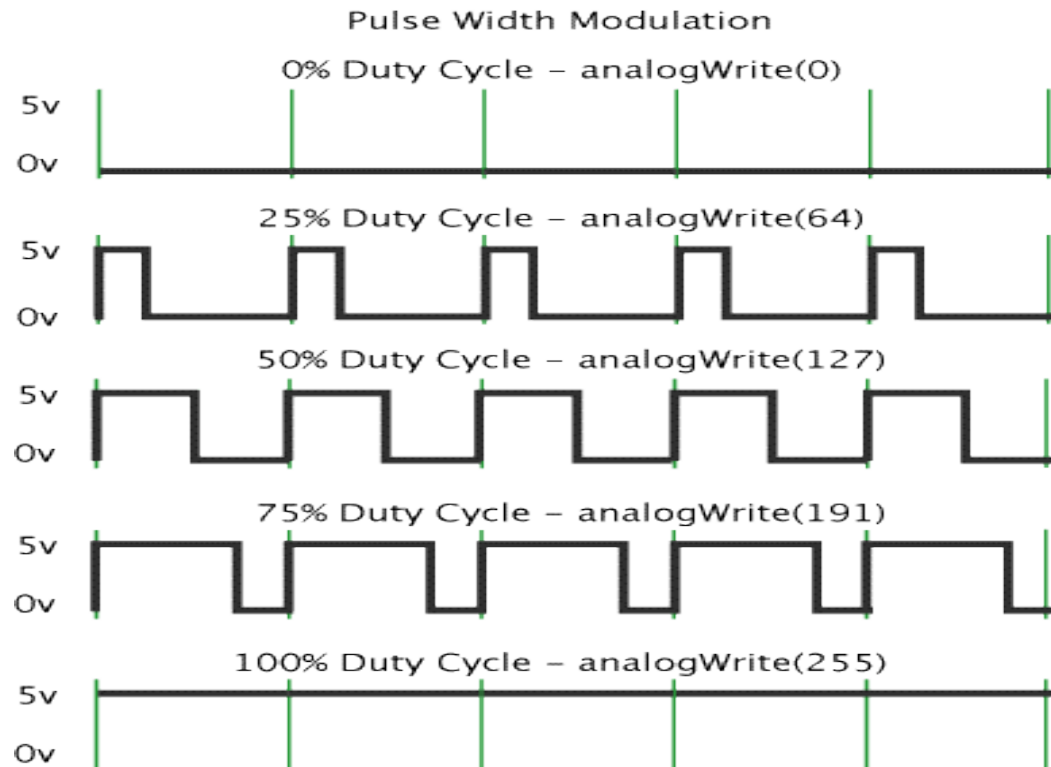 Pulse Width Modulation
0% Duty Cycle – analogWrite(0)
5v
0v
25% Duty Cycle – analogWrite(64)
5v
0v
50% Duty Cycle – analogWrite(127)
5v
0v
75% Duty Cycle – analogWrite(191)
5v
0v
100% Duty Cycle – analogWrite(255)
5v
0v